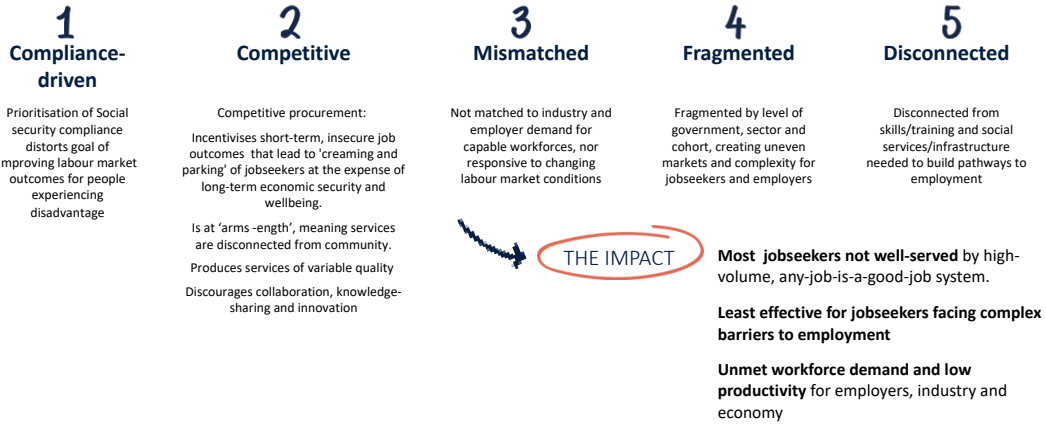 1
Compliance-
driven
Prioritisation of Social
security compliance
distorts goal of
mproving labour market
outcomes for people
experiencing
disadvantage
2
Competitive
Competitive procurement:
Incentivises short-term, insecure job
outcomes that lead to 'creaming and
parking' of jobseekers at the expense of
long-term economic security and
wellbeing.
Is at ‘arms -ength’, meaning services
are disconnected from community.
Produces services of variable quality
Discourages collaboration, knowledge-
sharing and innovation
3
Mismatched
Not matched to industry and
employer demand for
capable workforces, nor
responsive to changing
labour market conditions
4
Fragmented
Fragmented by level of
government, sector and
cohort, creating uneven
markets and complexity for
jobseekers and employers
5
Disconnected
Disconnected from
skills/training and social
services/infrastructure
needed to build pathways to
employment
THE IMPACT
Most jobseekers not well-served by high-
volume, any-job-is-a-good-job system.
Least effective for jobseekers facing complex
barriers to employment
Unmet workforce demand and low
productivity for employers, industry and
economy